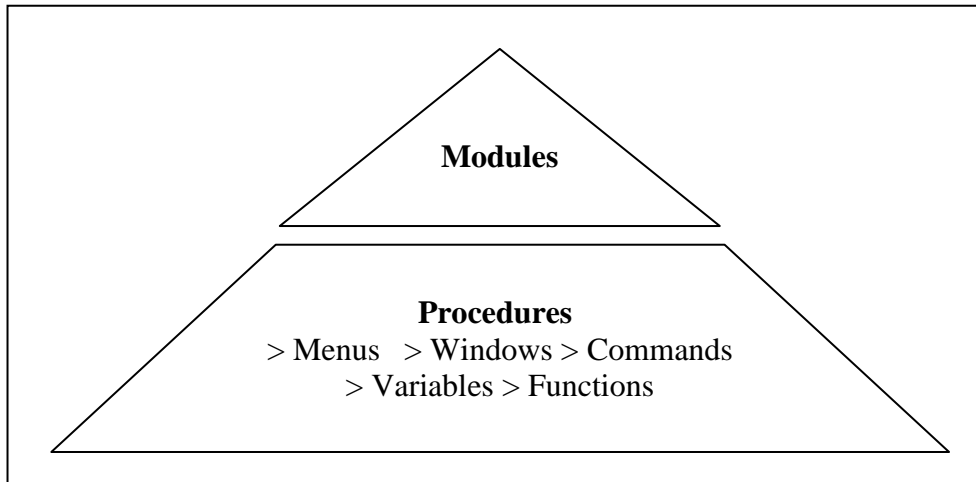 Modules
Procedures
> Menus > Windows > Commands
> Variables > Functions